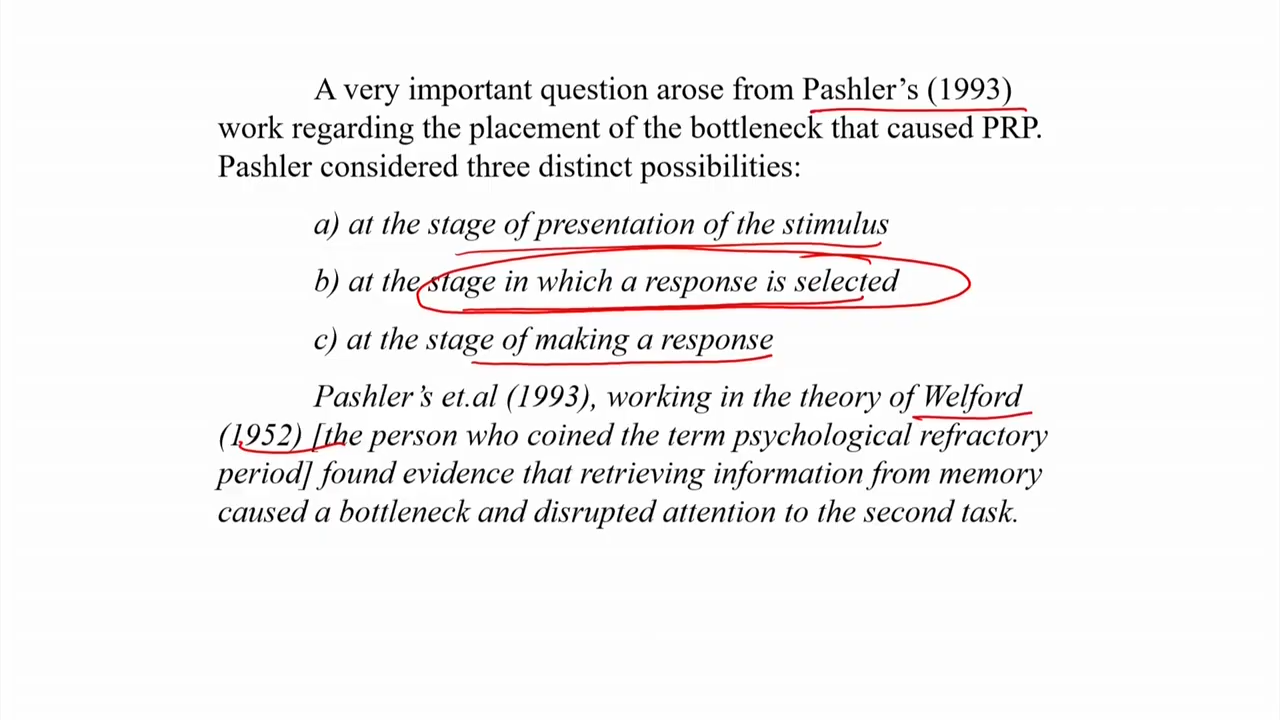 A very important question arose from Pashler’s (1993)
work regarding the placement of the bottleneck that caused PRP.
Pashler considered three distinct possibilities:
a) at the stage of presentation of the stimulus
b) at the stage in which a response is selected
c) at the stage of making a response
Pashler’s et.al (1993), working in the theory of Welford
(1952) [the person who coined the term psychological refractory
period] found evidence that retrieving information from memory
caused a bottleneck and disrupted attention to the second task.